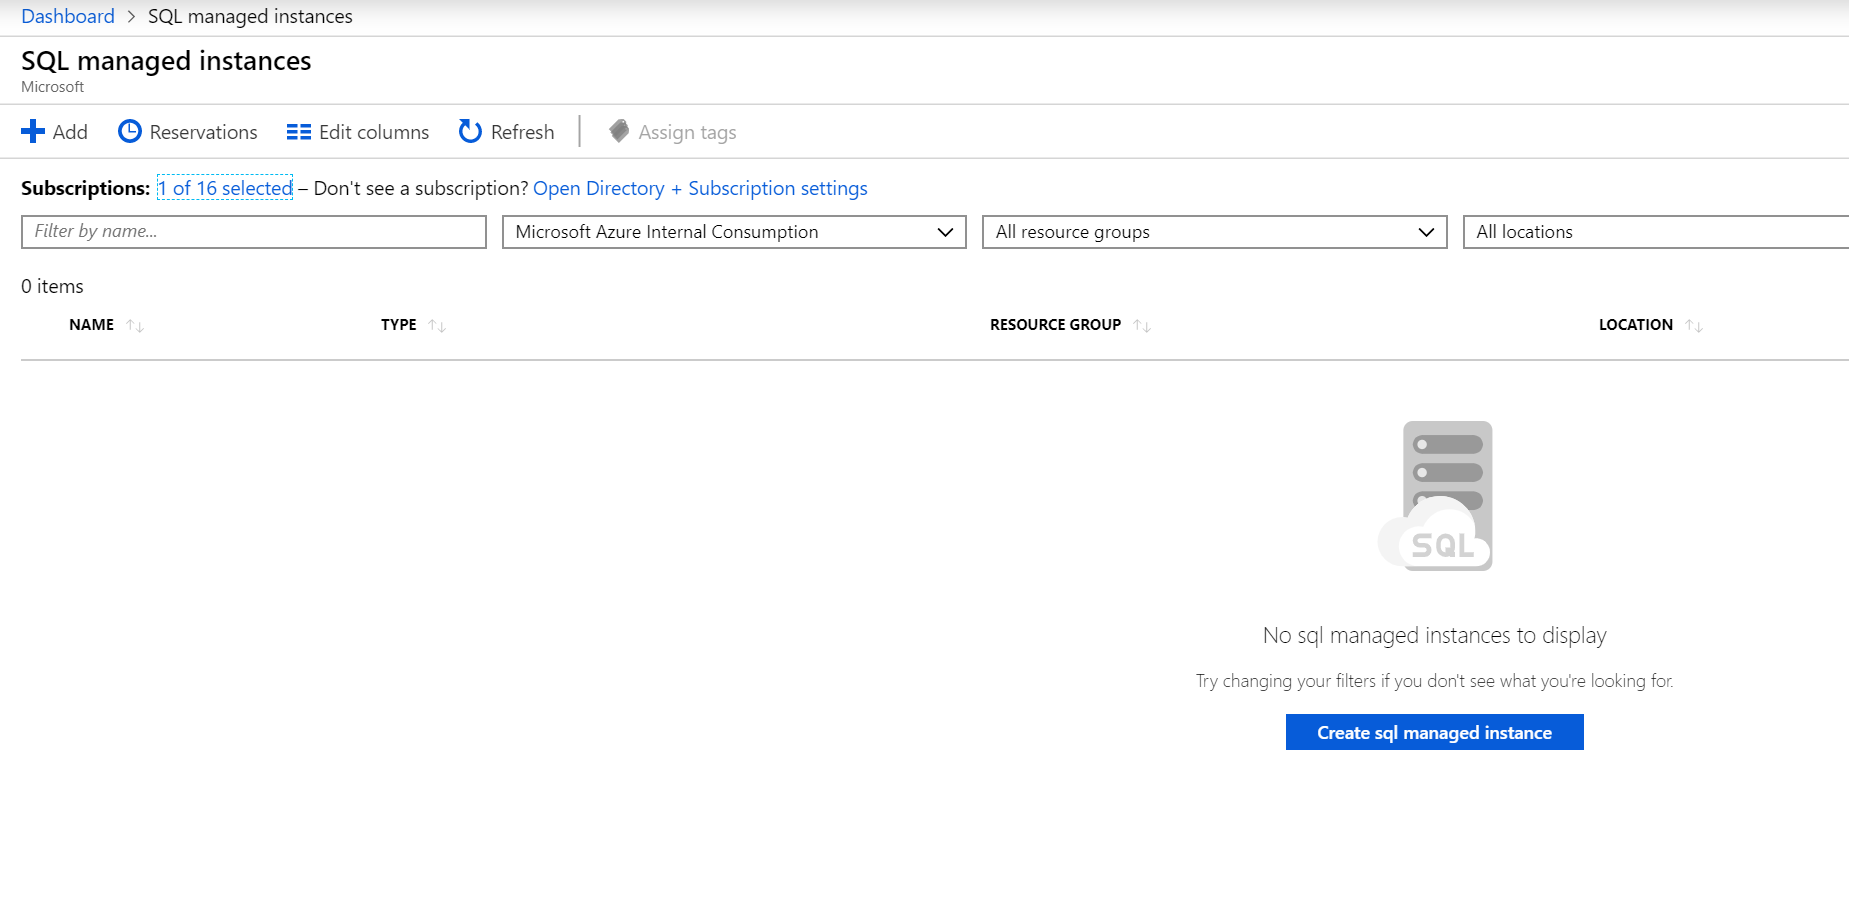 Dashboard > SQL managed instances
SQL managed instances
Microsoft
Add Reservations Edit columns Refresh Assign tags
Subscriptions: 1 of 16 selected – Don't see a subscription? Open Directory + Subscription settings
Filter by name... Microsoft Azure Internal Consumption All resource groups All locations
0 items
NAME TYPE RESOURCE GROUP LOCATION
SQL
No sql managed instances to display
Try changing your filters if you don't see what you're looking for.
Create sql managed instance